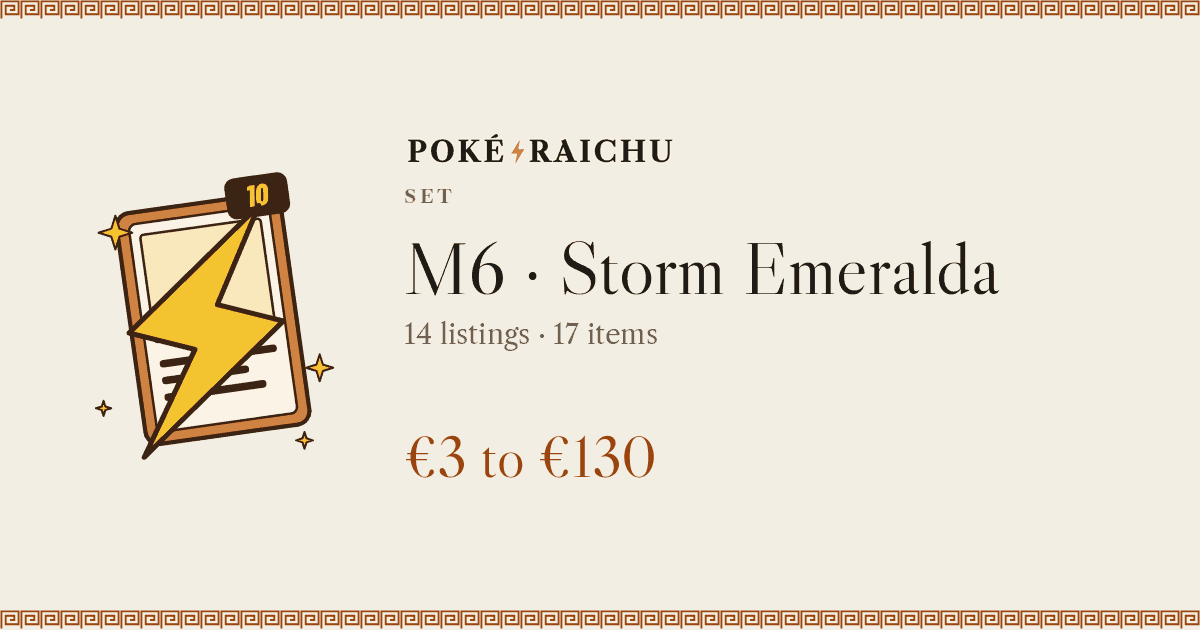 10
POKÉ RAICHU
SET
M6 · Storm Emeralda
14 listings · 17 items
€3 to €130